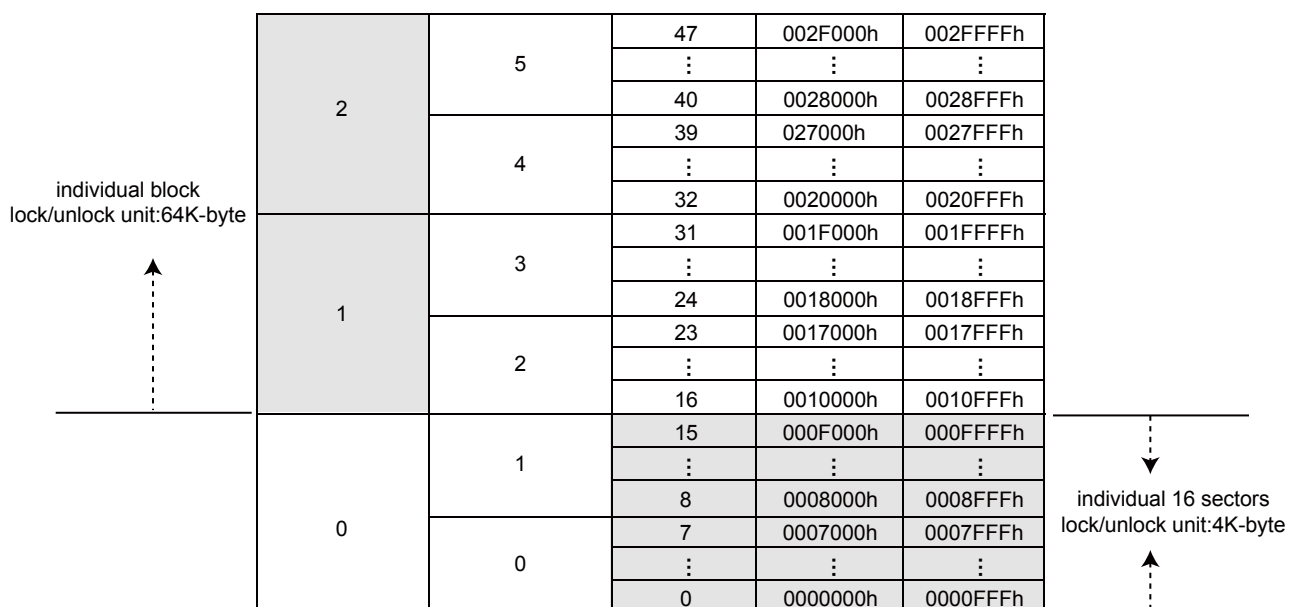 47 002F000h 002FFFFh
5
⋮ ⋮ ⋮
40 0028000h 0028FFFh
2
39 027000h 0027FFFh
4
⋮ ⋮ ⋮
32 0020000h 0020FFFh
individual block
lock/unlock unit:64K-byte
31 001F000h 001FFFFh
3
⋮ ⋮ ⋮
24 0018000h 0018FFFh
1
23 0017000h 0017FFFh
2
⋮ ⋮ ⋮
16 0010000h 0010FFFh
15 000F000h 000FFFFh
1
⋮ ⋮ ⋮
8 0008000h 0008FFFh
0
7 0007000h 0007FFFh
0
⋮ ⋮ ⋮
0 0000000h 0000FFFh
individual 16 sectors
lock/unlock unit:4K-byte